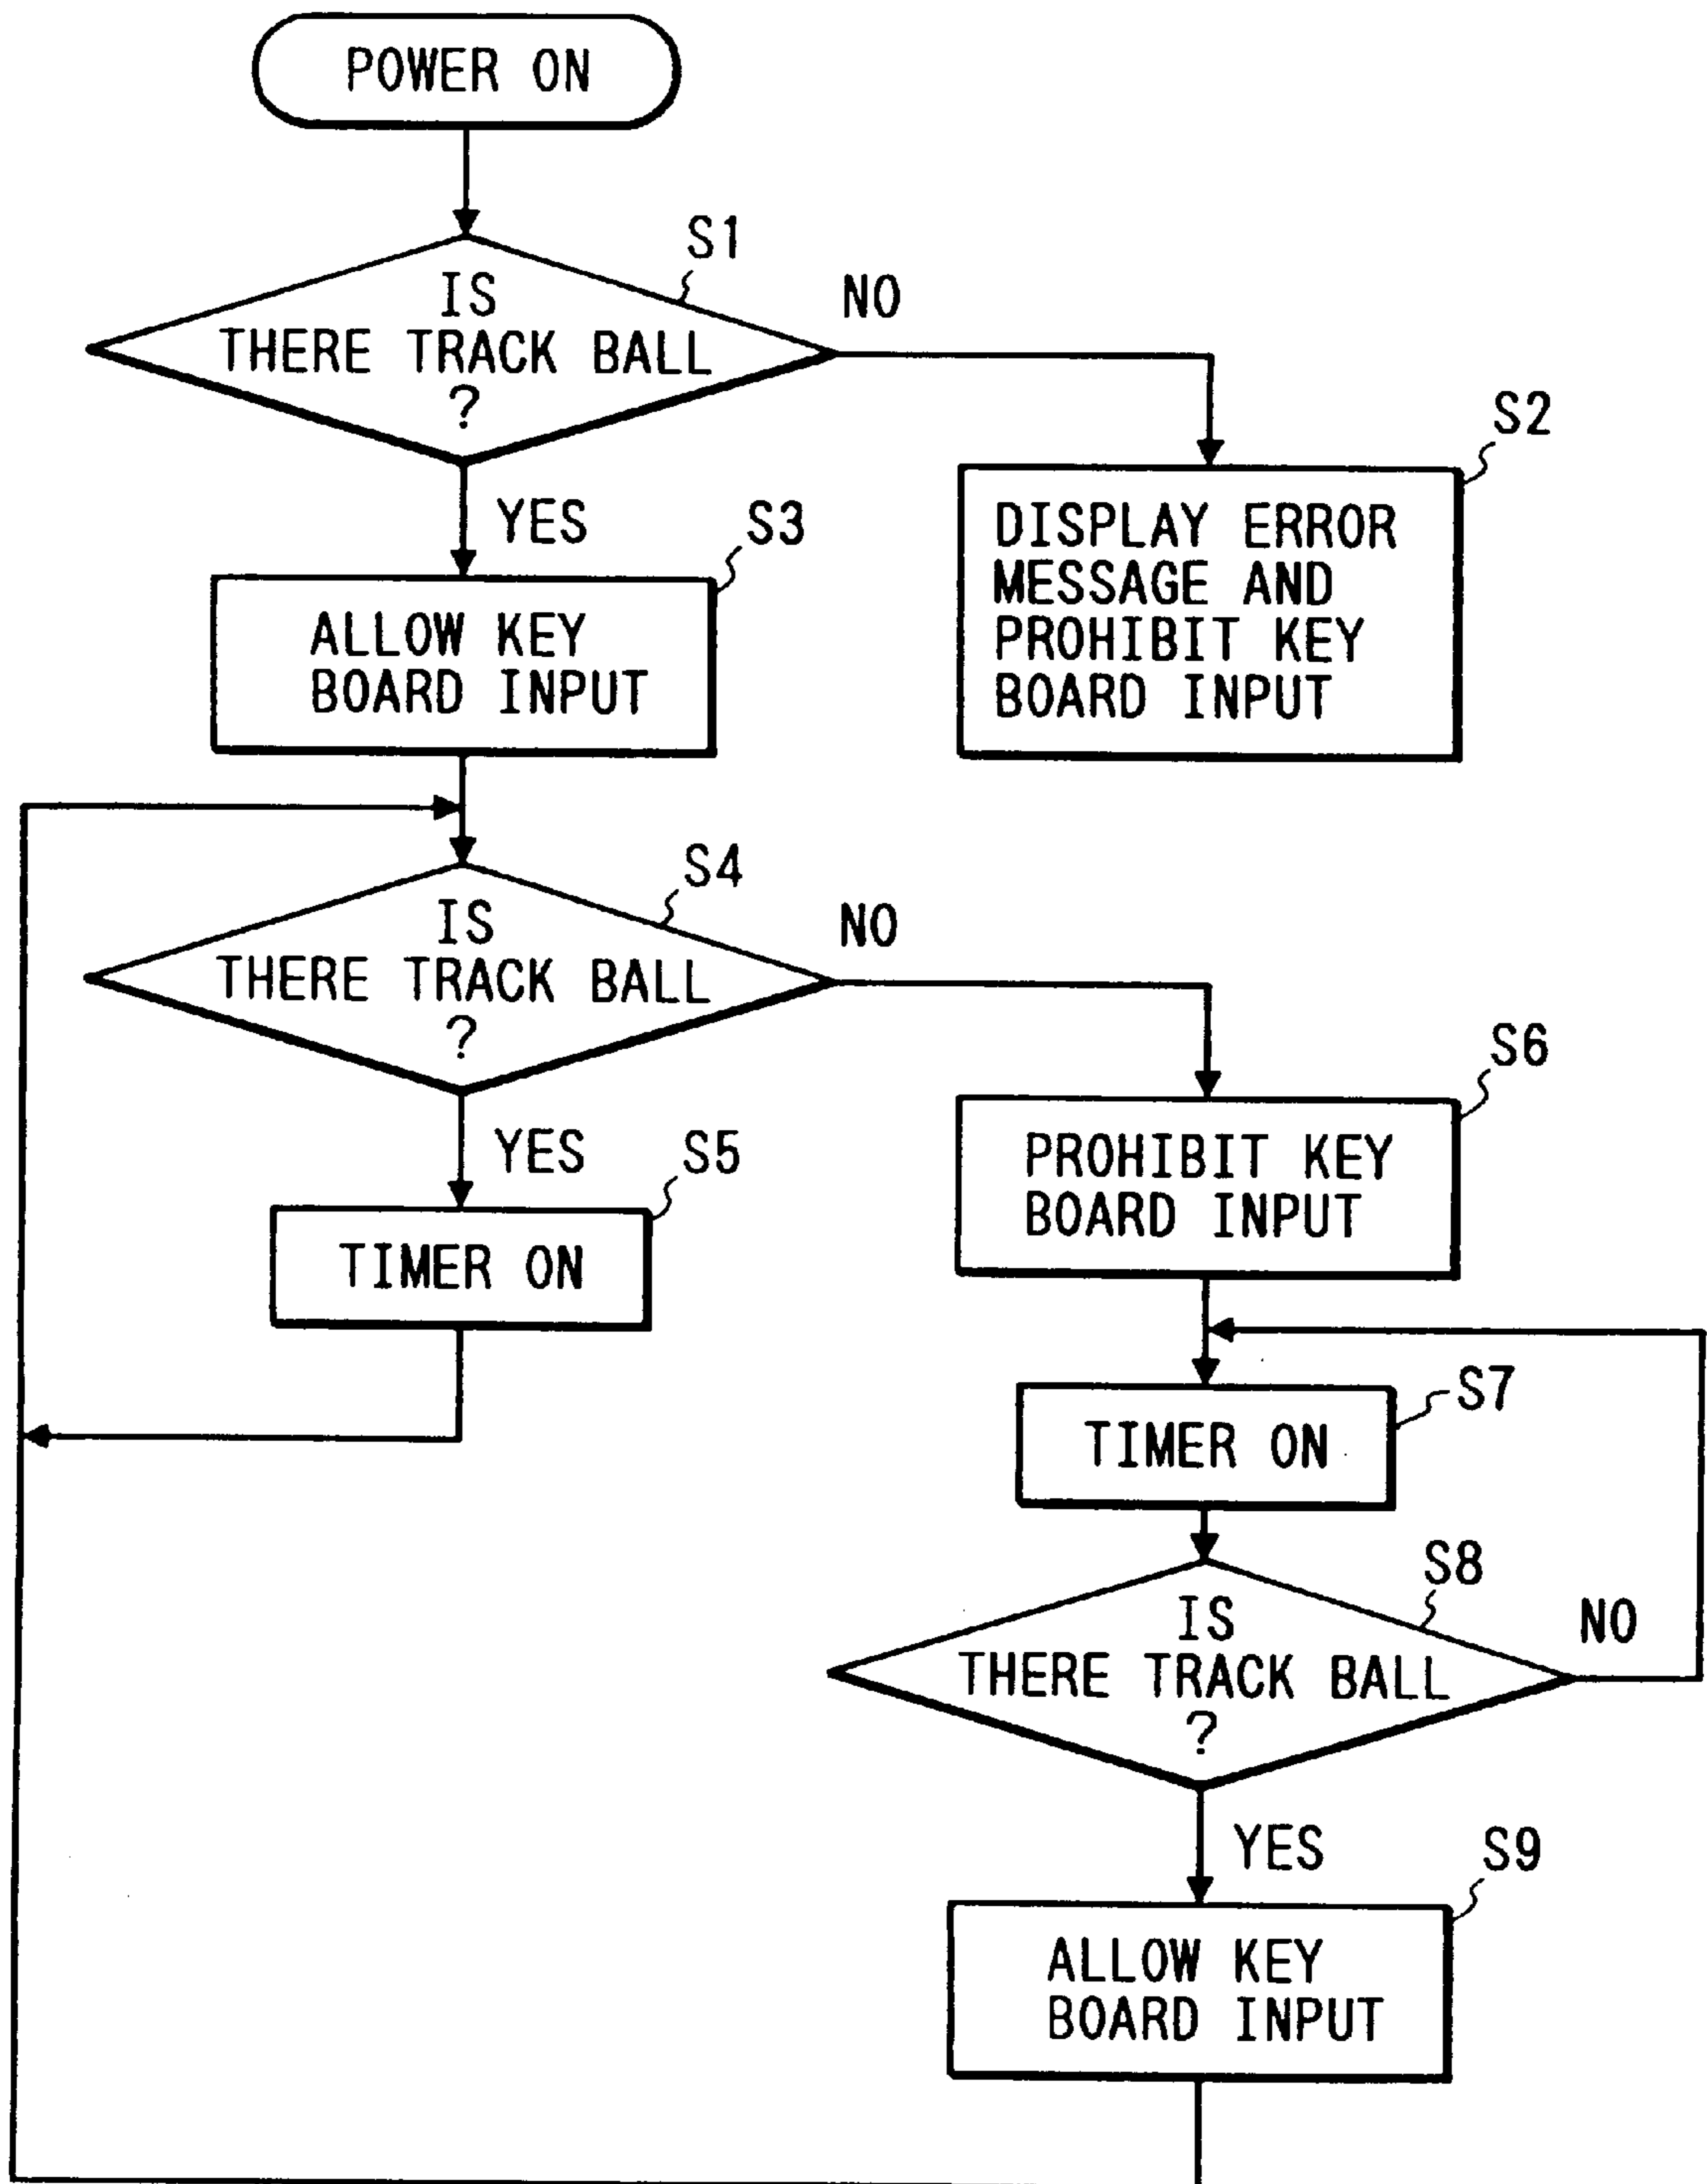 POWER ON
S1
IS
THERE TRACK BALL
?
NO
YES
S2
DISPLAY ERROR
MESSAGE AND
PROHIBIT KEY
BOARD INPUT
S3
ALLOW KEY
BOARD INPUT
S4
IS
THERE TRACK BALL
?
NO
YES
S5
TIMER ON
S6
PROHIBIT KEY
BOARD INPUT
S7
TIMER ON
S8
IS
THERE TRACK BALL
?
NO
YES
S9
ALLOW KEY
BOARD INPUT